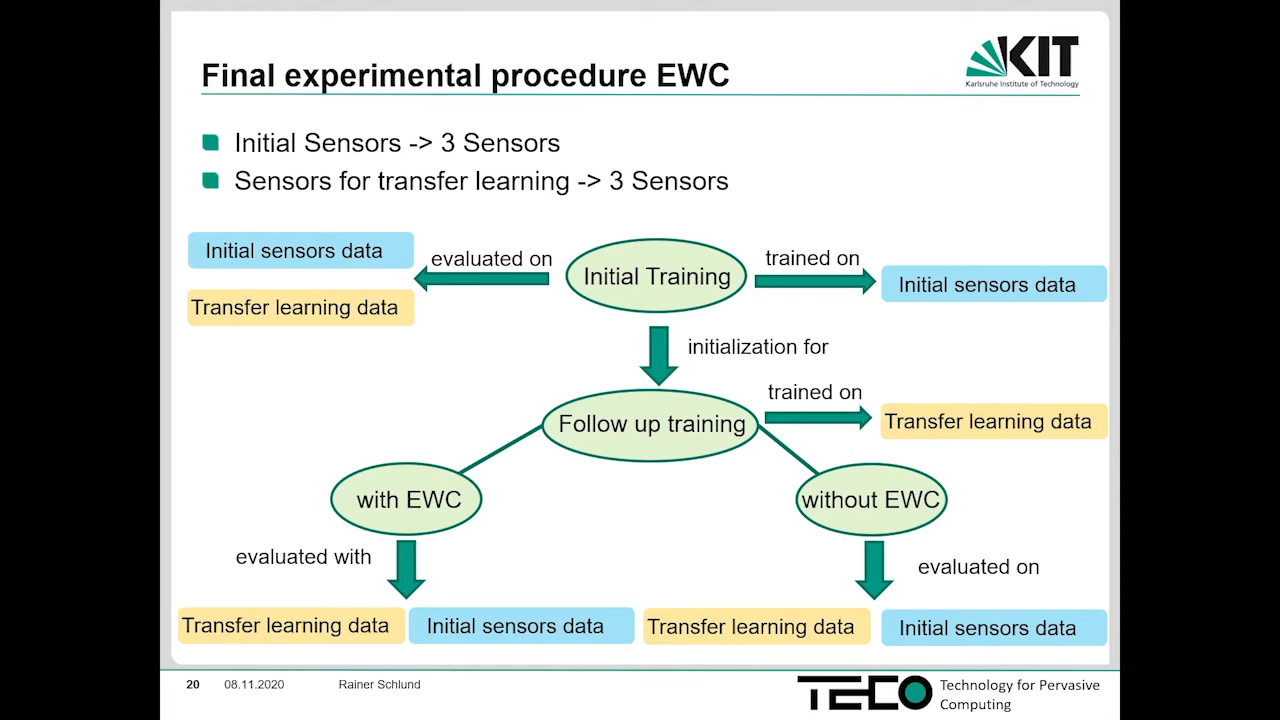 Final experimental procedure EWC
KIT
Karlsruhe Institute of Technology
Initial Sensors -> 3 Sensors
Sensors for transfer learning -> 3 Sensors
Initial sensors data
evaluated on
Initial Training
trained on
Initial sensors data
Transfer learning data
initialization for
trained on
Follow up training
Transfer learning data
with EWC
without EWC
evaluated with
evaluated on
Transfer learning data
Initial sensors data
Transfer learning data
Initial sensors data
20
08.11.2020
Rainer Schlund
TECO
Technology for Pervasive
Computing